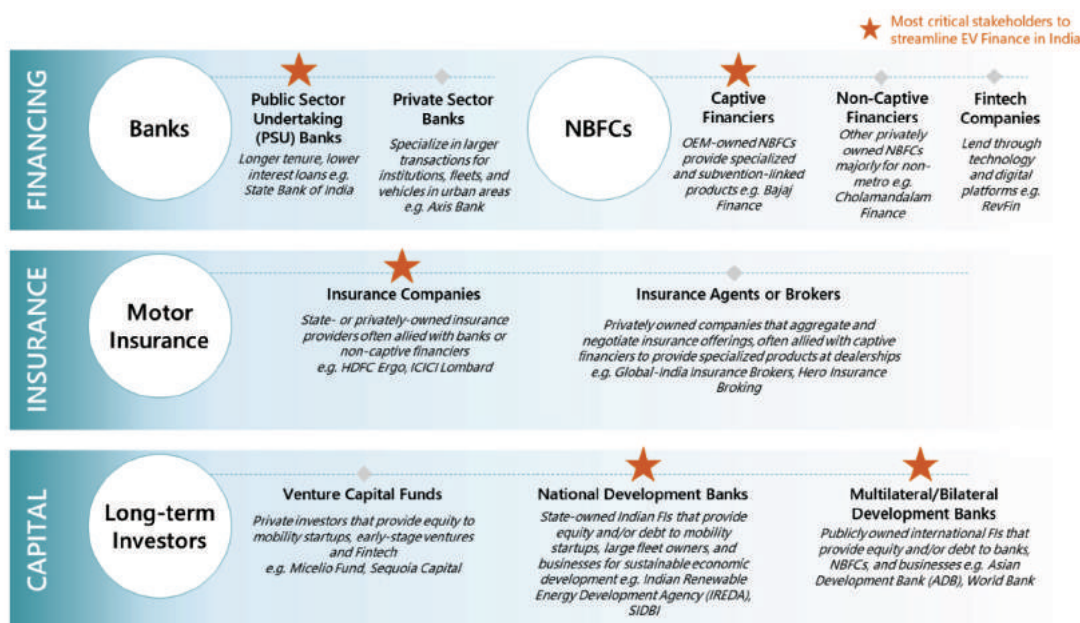 Most critical stakeholders to
streamline EV Finance in India
FINANCING
Banks
Public Sector
Undertaking
(PSU) Banks
Longer tenure, lower
interest loans e.g.
State Bank of India
Private Sector
Banks
Specialize in larger
transactions for
institutions, fleets, and
vehicles in urban areas
e.g. Axis Bank
NBFCs
Captive
Financiers
OEM-owned NBFCs
provide specialized
and subvention-linked
products e.g. Bajaj
Finance
Non-Captive
Financiers
Other privately
owned NBFCs
majorly for non-
metro e.g.
Cholamandalam
Finance
Fintech
Companies
Lend through
technology
and digital
platforms e.g.
RevFin
INSURANCE
Motor
Insurance
Insurance Companies
State- or privately-owned insurance
providers often allied with banks or
non-captive financiers
e.g. HDFC Ergo, ICICI Lombard
Insurance Agents or Brokers
Privately owned companies that aggregate and
negotiate insurance offerings, often allied with captive
financiers to provide specialized products at dealerships
e.g. Global-India Insurance Brokers, Hero Insurance
Broking
CAPITAL
Long-term
Investors
Venture Capital Funds
Private investors that provide equity to
mobility startups, early-stage ventures
and Fintech
e.g. Micelio Fund, Sequoia Capital
National Development Banks
State-owned Indian FIs that provide
equity and/or debt to mobility
startups, large fleet owners, and
businesses for sustainable economic
development e.g. Indian Renewable
Energy Development Agency (IREDA),
SIDBI
Multilateral/Bilateral
Development Banks
Publicly owned international FIs that
provide equity and/or debt to banks,
NBFCs, and businesses e.g. Asian
Development Bank (ADB), World Bank